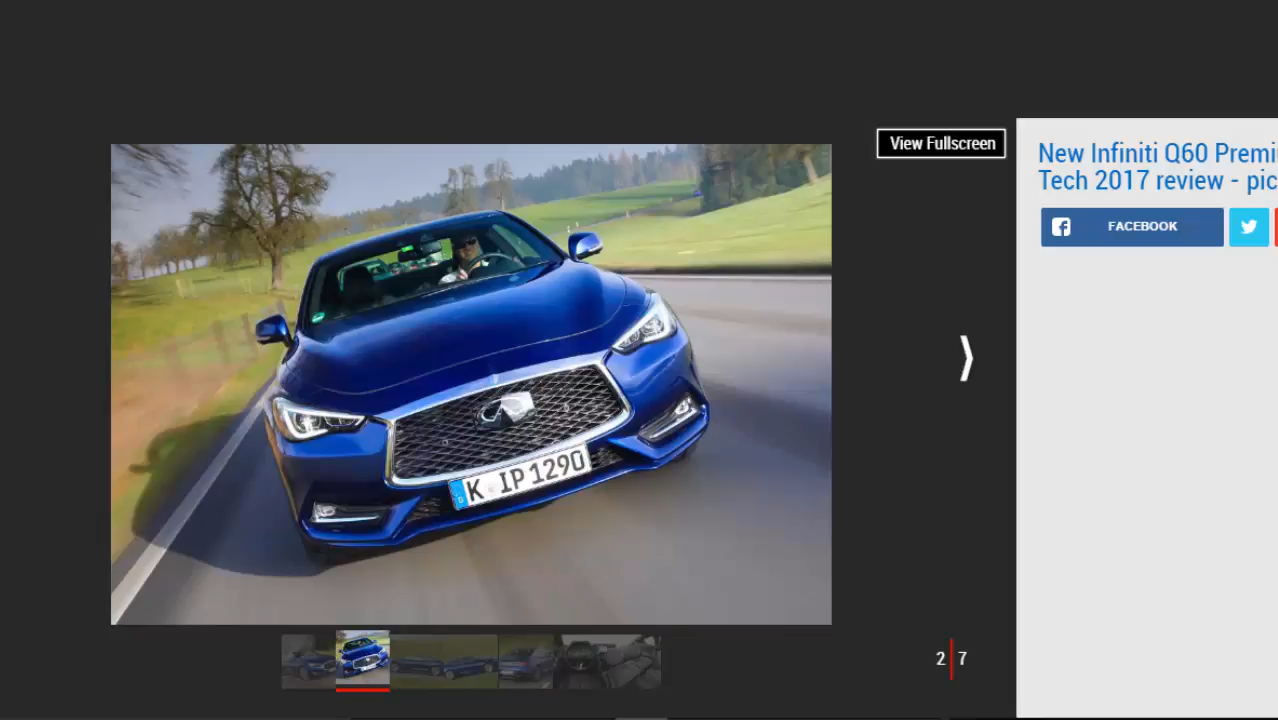 View Fullscreen
New Infiniti Q60 Premi
Tech 2017 review - pic
FACEBOOK
K IP 1290
2 7